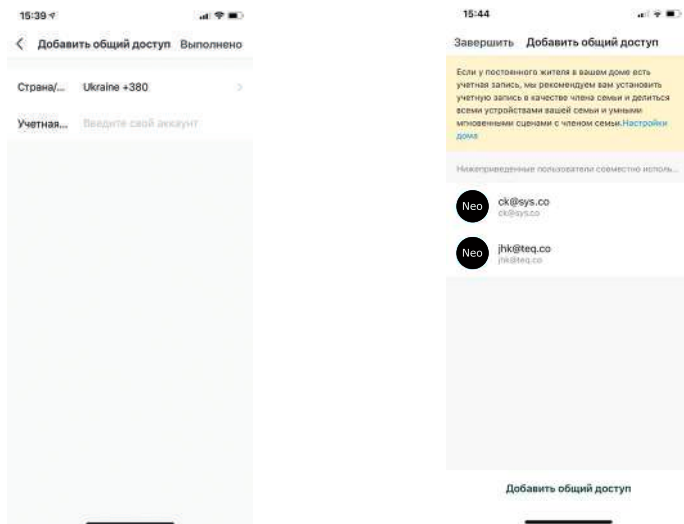 15:39
Добавить общий доступ Выполнено
Страна/... Ukraine +380
Учетная... Введите свой аккаунт
15:44
Завершить Добавить общий доступ
Если у постоянного жителя в вашем доме есть
учетная запись, мы рекомендуем вам установить
учетную запись в качестве члена семьи и делиться
всеми устройствами вашей семьи и умными
мгновенными сценами с членом семьи.Настройки
дома
Нижеприведенные пользователи совместно исполь...
Neo ck@sys.co
ck@sys.co
Neo jhk@teq.co
jhk@teq.co
Добавить общий доступ